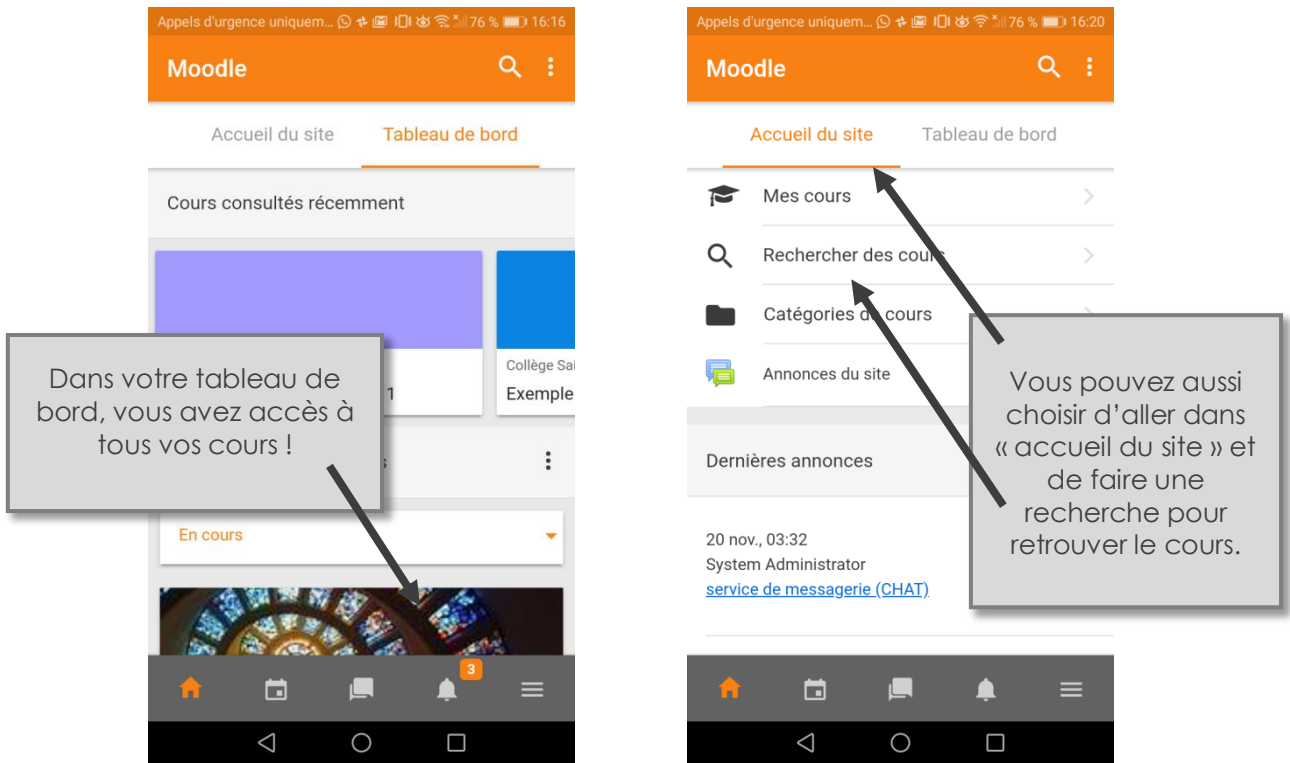 Appels d'urgence uniquem... 76 % 16:16
Moodle
Accueil du site Tableau de bord
Cours consultés récemment
Collège Sai
1 Exemple
Dans votre tableau de
bord, vous avez accès à
tous vos cours !
En cours
3
Appels d'urgence uniquem... 76 % 16:20
Moodle
Accueil du site Tableau de bord
Mes cours
Rechercher des cours
Catégories de cours
Annonces du site
Dernières annonces
20 nov., 03:32
System Administrator
service de messagerie (CHAT)
Vous pouvez aussi
choisir d’aller dans
« accueil du site » et
de faire une
recherche pour
retrouver le cours.